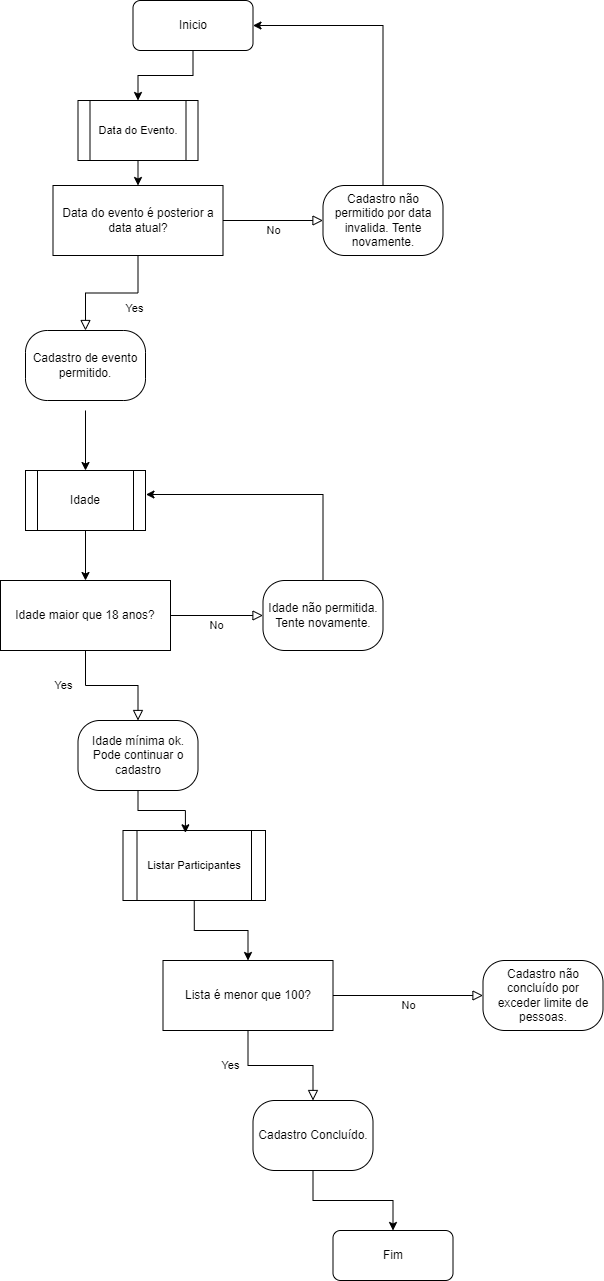 Inicio
Data do Evento.
Data do evento é posterior a
data atual?
No
Cadastro não
permitido por data
invalida. Tente
novamente.
Yes
Cadastro de evento
permitido.
Idade
Idade maior que 18 anos?
No
Idade não permitida.
Tente novamente.
Yes
Idade mínima ok.
Pode continuar o
cadastro
Listar Participantes
Lista é menor que 100?
No
Cadastro não
concluído por
exceder limite de
pessoas.
Yes
Cadastro Concluído.
Fim